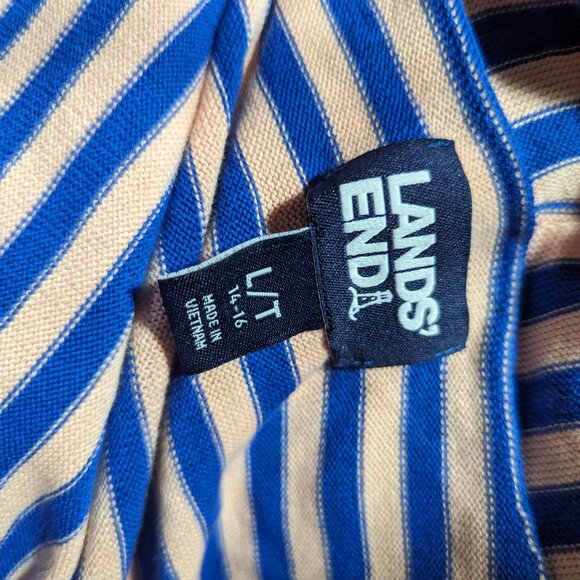 LANDS'
END
L/T
14-16
MADE IN
VIETNAM